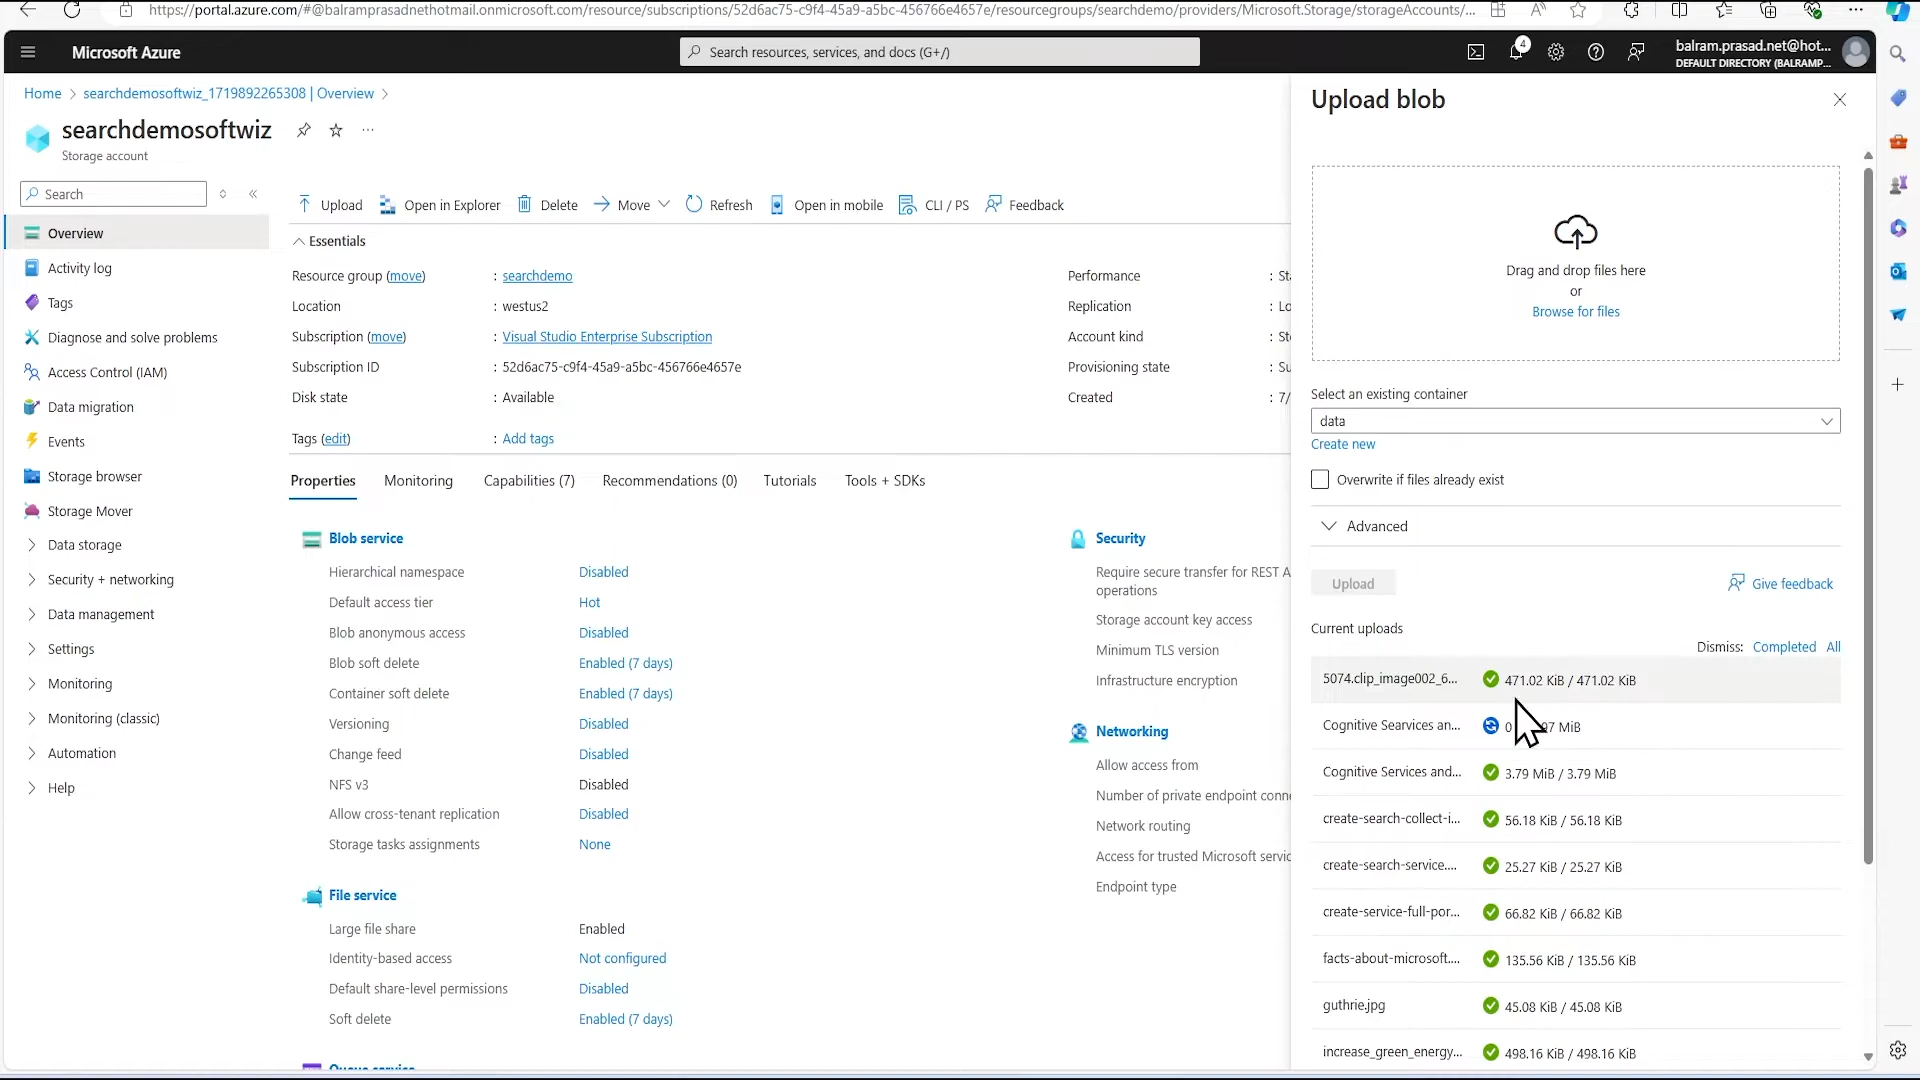 https://portal.azure.com/#@balramprasadnethotmail.onmicrosoft.com/resource/subscriptions/52d6ac75-c9f4-45a9-a5bc-456766e4657e/resourcegroups/searchdemo/providers/Microsoft.Storage/storageAccounts/...
Microsoft Azure
Search resources, services, and docs (G+/)
4
balram.prasad.net@hot...
DEFAULT DIRECTORY (BALRAMP...
Home > searchdemosoftwiz_1719892265308 | Overview >
searchdemosoftwiz
Storage account
Search
Overview
Activity log
Tags
Diagnose and solve problems
Access Control (IAM)
Data migration
Events
Storage browser
Storage Mover
Data storage
Security + networking
Data management
Settings
Monitoring
Monitoring (classic)
Automation
Help
Upload Open in Explorer Delete Move Refresh Open in mobile CLI / PS Feedback
Essentials
Resource group (move) : searchdemo
Location : westus2
Subscription (move) : Visual Studio Enterprise Subscription
Subscription ID : 52d6ac75-c9f4-45a9-a5bc-456766e4657e
Disk state : Available
Tags (edit) : Add tags
Performance : St
Replication : Lo
Account kind : St
Provisioning state : Su
Created : 7/
Properties Monitoring Capabilities (7) Recommendations (0) Tutorials Tools + SDKs
Blob service
Hierarchical namespace Disabled
Default access tier Hot
Blob anonymous access Disabled
Blob soft delete Enabled (7 days)
Container soft delete Enabled (7 days)
Versioning Disabled
Change feed Disabled
NFS v3 Disabled
Allow cross-tenant replication Disabled
Storage tasks assignments None
File service
Large file share Enabled
Identity-based access Not configured
Default share-level permissions Disabled
Soft delete Enabled (7 days)
Queue service
Security
Require secure transfer for REST A
operations
Storage account key access
Minimum TLS version
Infrastructure encryption
Networking
Allow access from
Number of private endpoint conne
Network routing
Access for trusted Microsoft servic
Endpoint type
Upload blob
Drag and drop files here
or
Browse for files
Select an existing container
data
Create new
Overwrite if files already exist
Advanced
Upload
Give feedback
Current uploads
Dismiss: Completed All
5074.clip_image002_6... 471.02 KiB / 471.02 KiB
Cognitive Searvices an... 0 97 MiB
Cognitive Services and... 3.79 MiB / 3.79 MiB
create-search-collect-i... 56.18 KiB / 56.18 KiB
create-search-service.... 25.27 KiB / 25.27 KiB
create-service-full-por... 66.82 KiB / 66.82 KiB
facts-about-microsoft.... 135.56 KiB / 135.56 KiB
guthrie.jpg 45.08 KiB / 45.08 KiB
increase_green_energy... 498.16 KiB / 498.16 KiB